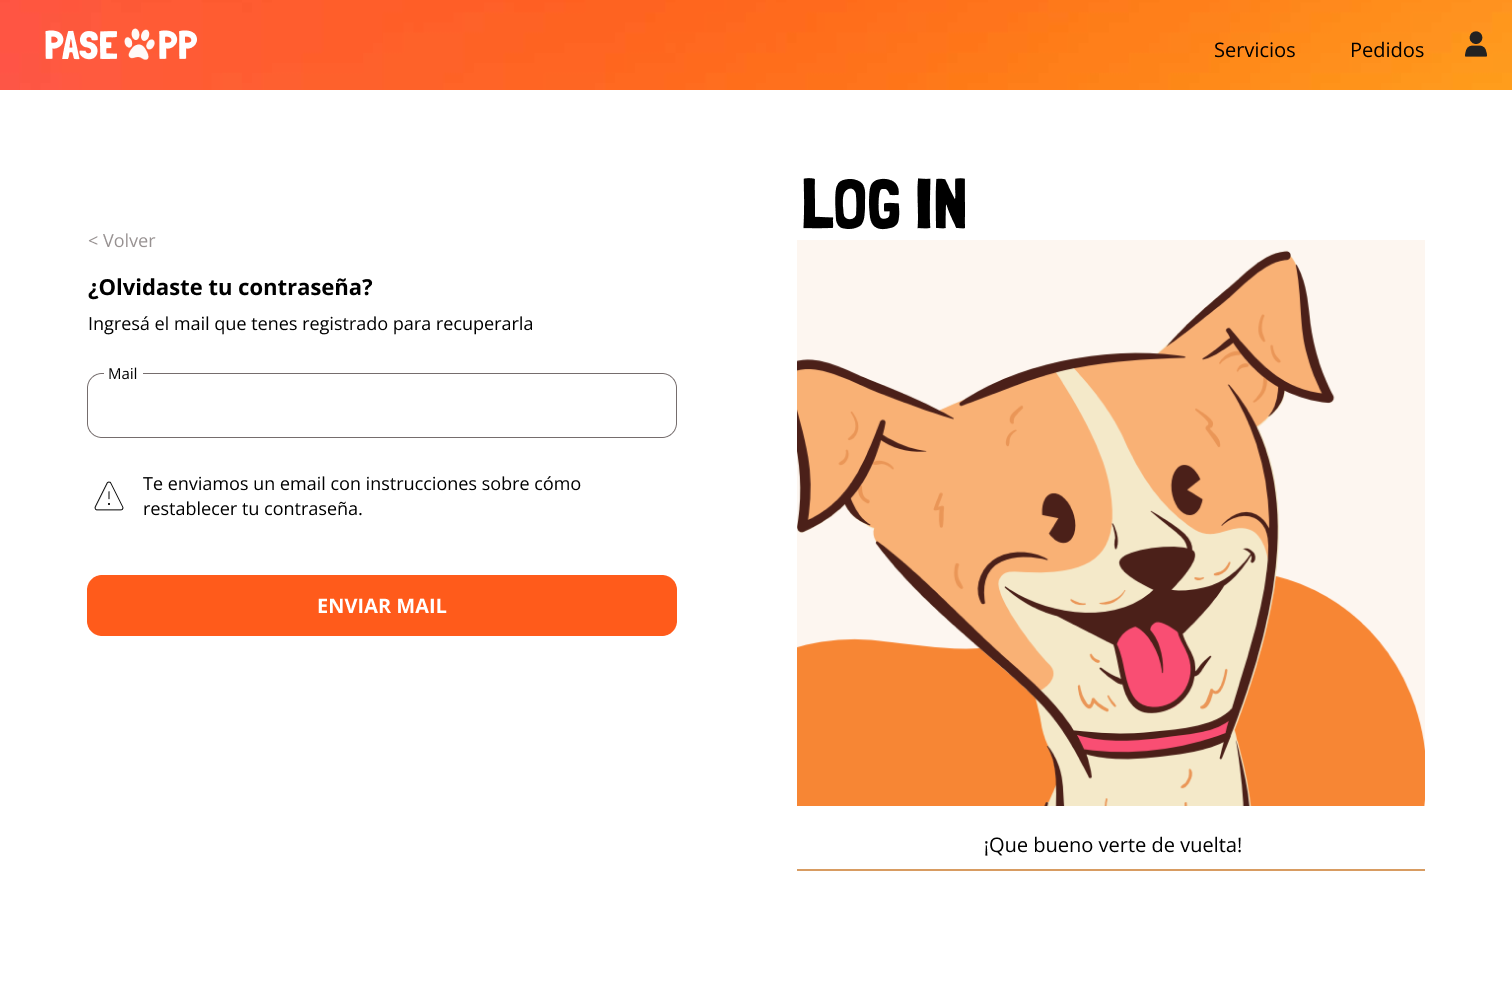 PASE PP
Servicios
Pedidos
< Volver
¿Olvidaste tu contraseña?
Ingresá el mail que tenes registrado para recuperarla
Mail
Te enviamos un email con instrucciones sobre cómo
restablecer tu contraseña.
ENVIAR MAIL
LOG IN
¡Que bueno verte de vuelta!